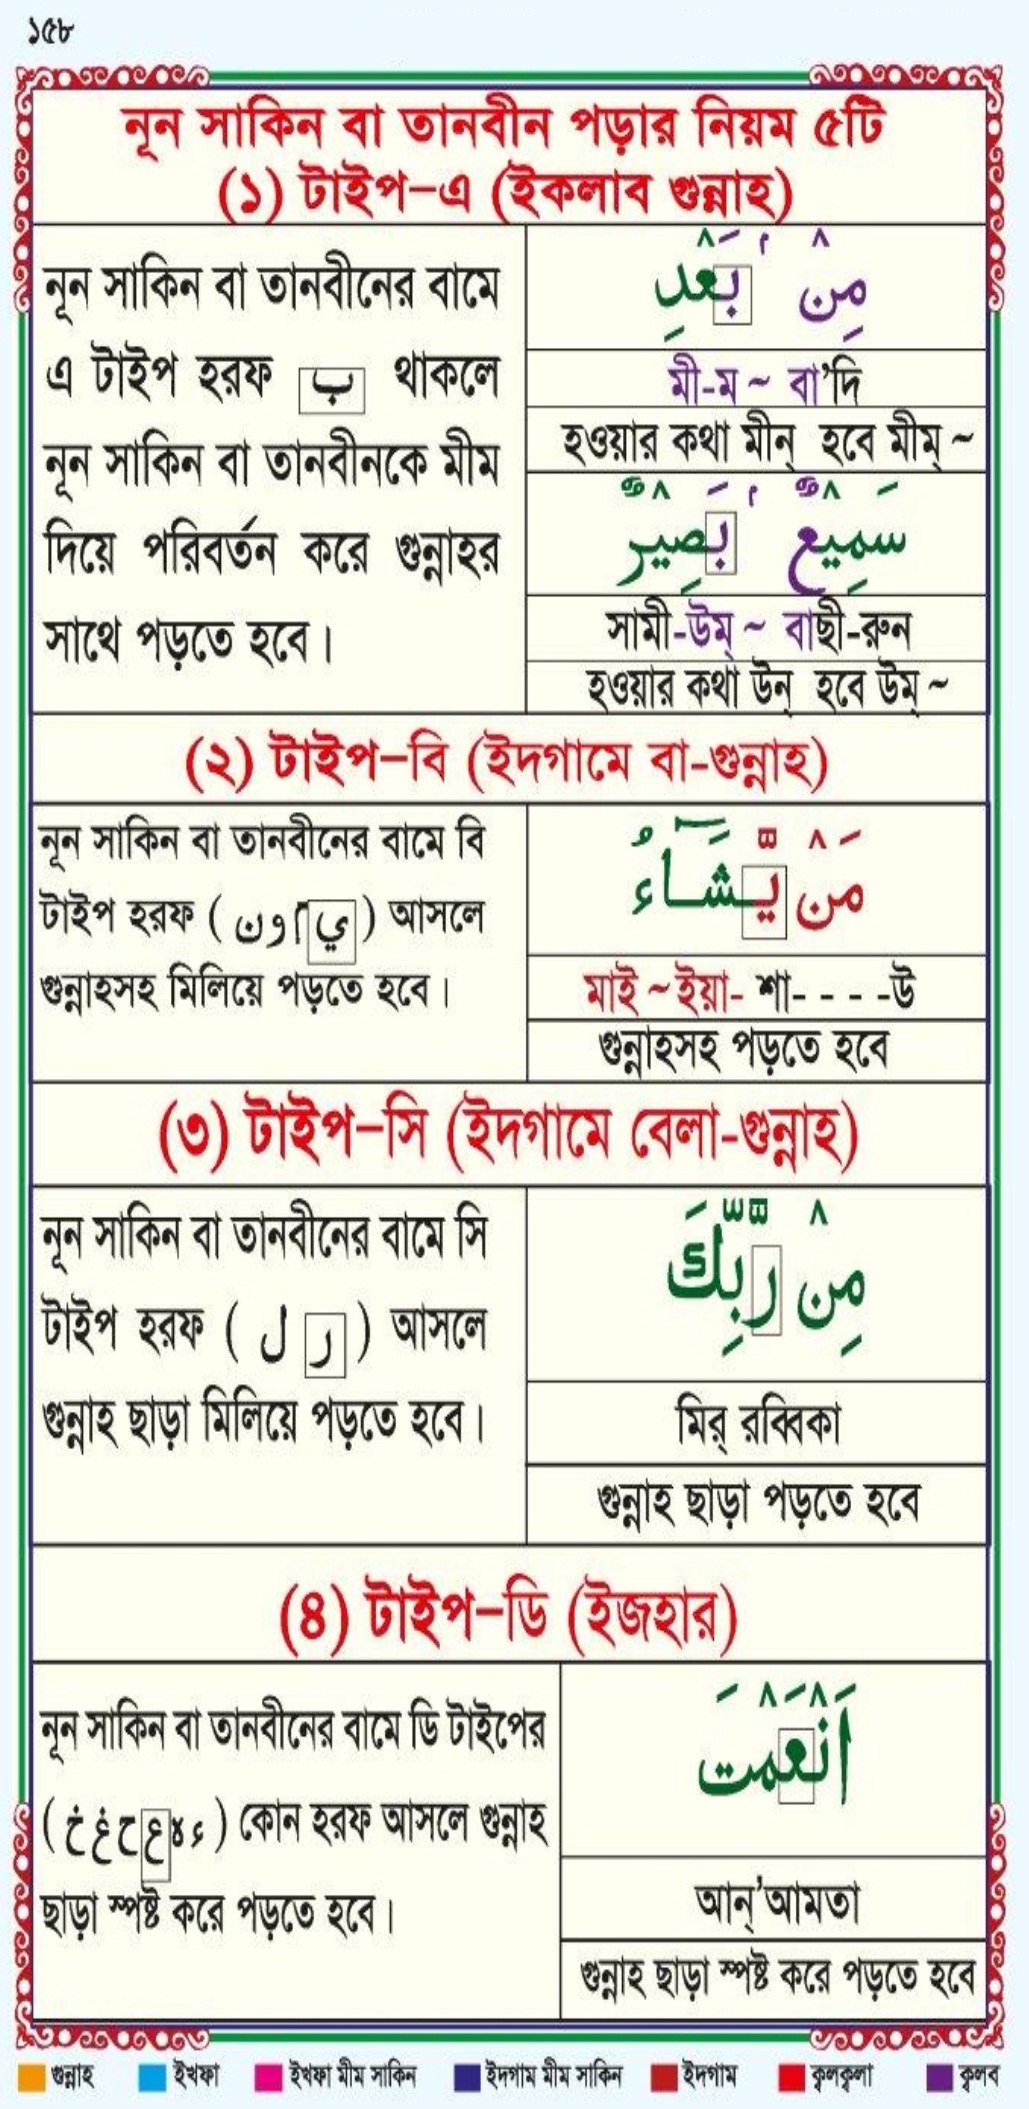 ১৫৮
নূন সাকিন বা তানবীন পড়ার নিয়ম ৫টি
(১) টাইপ-এ (ইকলাব গুন্নাহ)
নূন সাকিন বা তানবীনের বামে
এ টাইপ হরফ ب থাকলে
নূন সাকিন বা তানবীনকে মীম
দিয়ে পরিবর্তন করে গুন্নাহর
সাথে পড়তে হবে।
مِنْۢ بَعْدِ
মী-ম ~ বা’দি
হওয়ার কথা মীন্ হবে মীম্ ~
سَمِيْعٌۢ بَصِيْرٌ
সামী-উম্ ~ বাছী-রুন
হওয়ার কথা উন্ হবে উম্ ~
(২) টাইপ-বি (ইদগামে বা-গুন্নাহ)
নূন সাকিন বা তানবীনের বামে বি
টাইপ হরফ ( ي م و ن ) আসলে
গুন্নাহসহ মিলিয়ে পড়তে হবে।
مَنْ يَّشَآءُ
মাই ~ ইয়া- শা- - - -উ
গুন্নাহসহ পড়তে হবে
(৩) টাইপ-সি (ইদগামে বেলা-গুন্নাহ)
নূন সাকিন বা তানবীনের বামে সি
টাইপ হরফ ( ر ل ) আসলে
গুন্নাহ ছাড়া মিলিয়ে পড়তে হবে।
مِنْ رَّبِّكَ
মির্ রব্বিকা
গুন্নাহ ছাড়া পড়তে হবে
(৪) টাইপ-ডি (ইজহার)
নূন সাকিন বা তানবীনের বামে ডি টাইপের
( ء ه ع ح غ خ ) কোন হরফ আসলে গুন্নাহ
ছাড়া স্পষ্ট করে পড়তে হবে।
اَنْعَمْتَ
আন্’আমতা
গুন্নাহ ছাড়া স্পষ্ট করে পড়তে হবে
গুন্নাহ ইখফা ইখফা মীম সাকিন ইদগাম মীম সাকিন ইদগাম ক্বলক্বলা ক্বলব